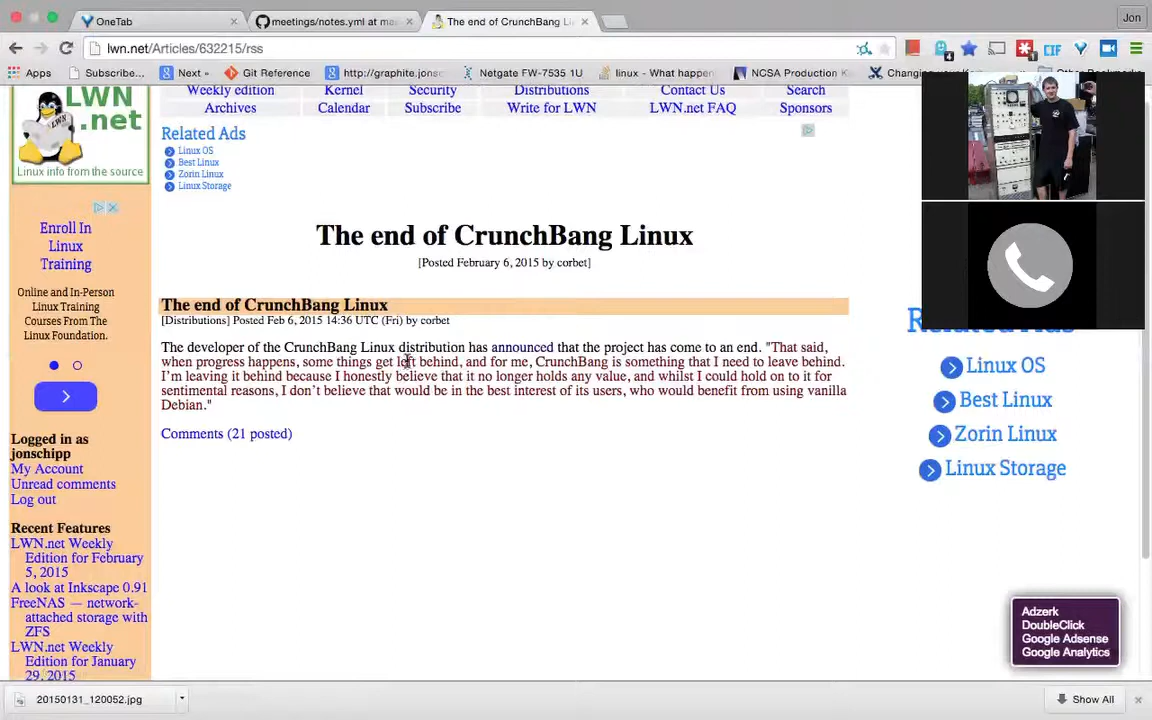 OneTab
meetings/notes.yml at ma
The end of CrunchBang Li
Jon
lwn.net/Articles/632215/rss
CIF
Apps
Subscribe...
Next »
Git Reference
http://graphite.jons
Netgate FW-7535 1U
linux - What happen
NCSA Production K
Changing
LWN
.net
Linux info from the source
Weekly edition Kernel Security Distributions Contact Us Search
Archives Calendar Subscribe Write for LWN LWN.net FAQ Sponsors
Related Ads
Linux OS
Best Linux
Zorin Linux
Linux Storage
Enroll In
Linux
Training
Online and In-Person
Linux Training
Courses From The
Linux Foundation.
Logged in as
jonschipp
My Account
Unread comments
Log out
Recent Features
LWN.net Weekly
Edition for February
5, 2015
A look at Inkscape 0.91
FreeNAS — network-
attached storage with
ZFS
LWN.net Weekly
Edition for January
29, 2015
The end of CrunchBang Linux
[Posted February 6, 2015 by corbet]
The end of CrunchBang Linux
[Distributions] Posted Feb 6, 2015 14:36 UTC (Fri) by corbet
The developer of the CrunchBang Linux distribution has announced that the project has come to an end. "That said,
when progress happens, some things get left behind, and for me, CrunchBang is something that I need to leave behind.
I'm leaving it behind because I honestly believe that it no longer holds any value, and whilst I could hold on to it for
sentimental reasons, I don't believe that would be in the best interest of its users, who would benefit from using vanilla
Debian."
Comments (21 posted)
Related Ads
Linux OS
Best Linux
Zorin Linux
Linux Storage
Adzerk
DoubleClick
Google Adsense
Google Analytics
20150131_120052.jpg
Show All